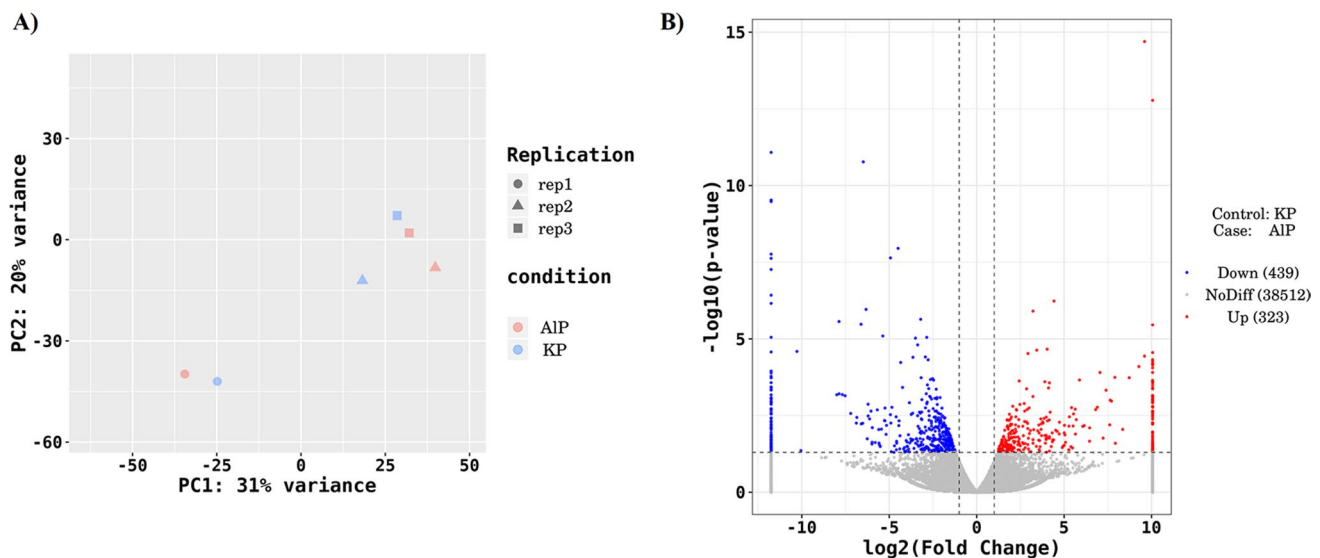 A)
30
0
-30
-60
PC2: 20% variance
-50
-25
0
25
50
PC1: 31% variance
Replication
rep1
rep2
rep3
condition
AlP
KP
B)
15
10
5
0
-log10(p-value)
-10
-5
0
5
10
log2(Fold Change)
Control: KP
Case: AlP
Down (439)
NoDiff (38512)
Up (323)